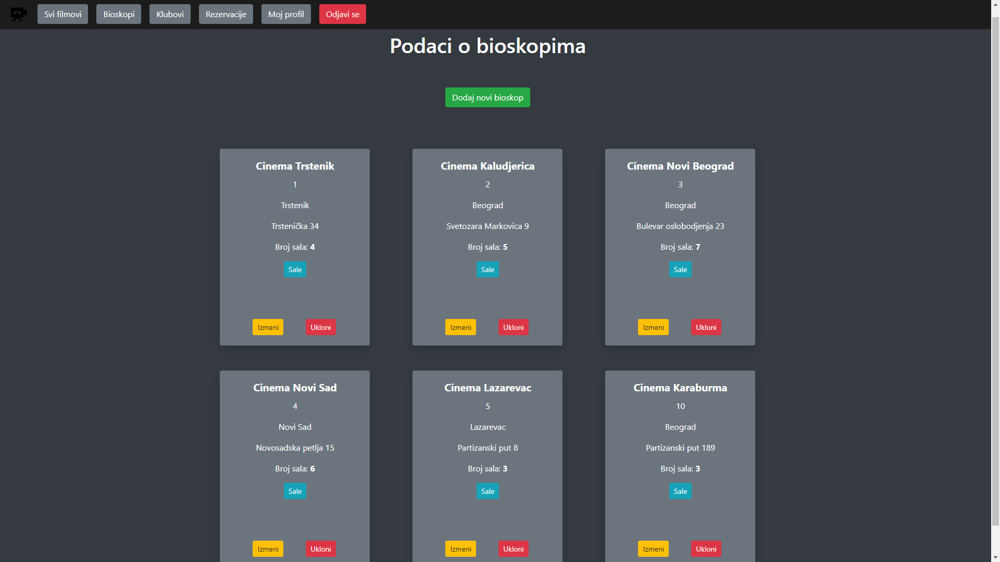 Svi filmovi Bioskopi Klubovi Rezervacije Moj profil Odjavi se
Podaci o bioskopima
Dodaj novi bioskop
Cinema Trstenik
1
Trstenik
Trstenička 34
Broj sala: 4
Sale
Izmeni Ukloni
Cinema Kaludjerica
2
Beograd
Svetozara Markovica 9
Broj sala: 5
Sale
Izmeni Ukloni
Cinema Novi Beograd
3
Beograd
Bulevar oslobodjenja 23
Broj sala: 7
Sale
Izmeni Ukloni
Cinema Novi Sad
4
Novi Sad
Novosadska petlja 15
Broj sala: 6
Sale
Izmeni Ukloni
Cinema Lazarevac
5
Lazarevac
Partizanski put 8
Broj sala: 3
Sale
Izmeni Ukloni
Cinema Karaburma
10
Beograd
Partizanski put 189
Broj sala: 3
Sale
Izmeni Ukloni